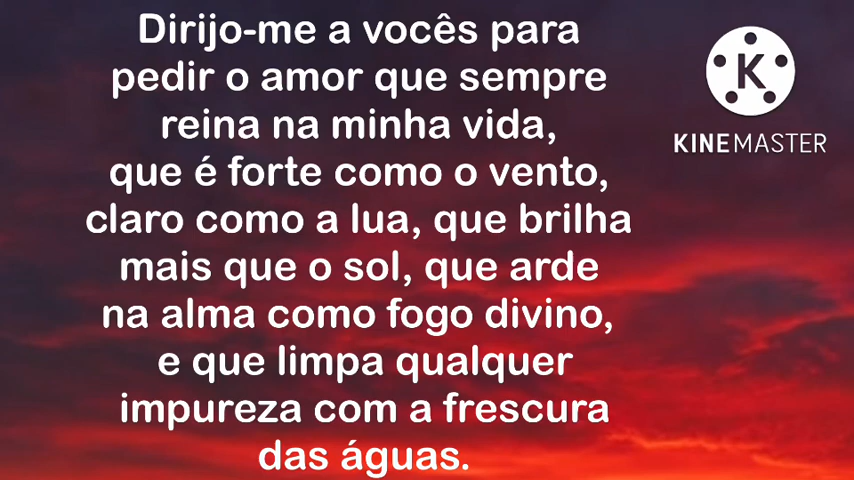 Dirijo-me a vocês para
pedir o amor que sempre
reina na minha vida,
que é forte como o vento,
claro como a lua, que brilha
mais que o sol, que arde
na alma como fogo divino,
e que limpa qualquer
impureza com a frescura
das águas.
K
KINEMASTER